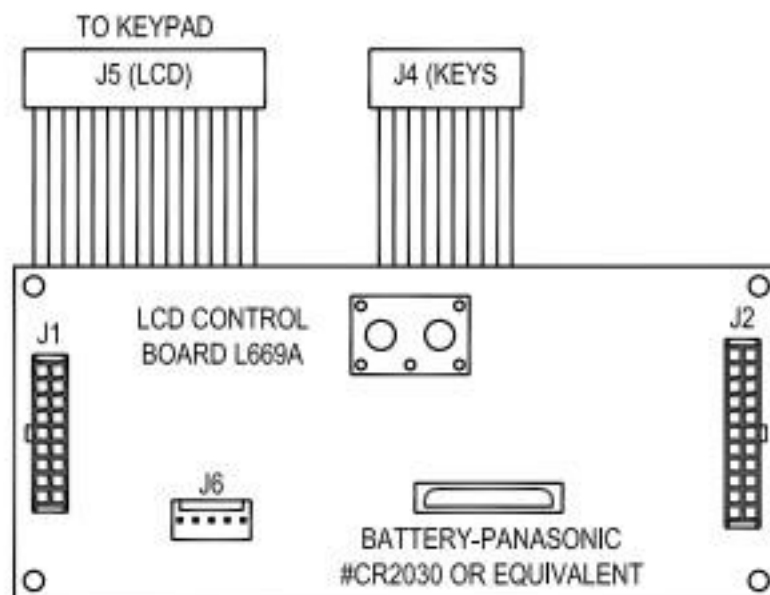 TO KEYPAD
J5 (LCD)
J4 (KEYS
LCD CONTROL
BOARD L669A
J1
J2
J6
BATTERY-PANASONIC
#CR2030 OR EQUIVALENT